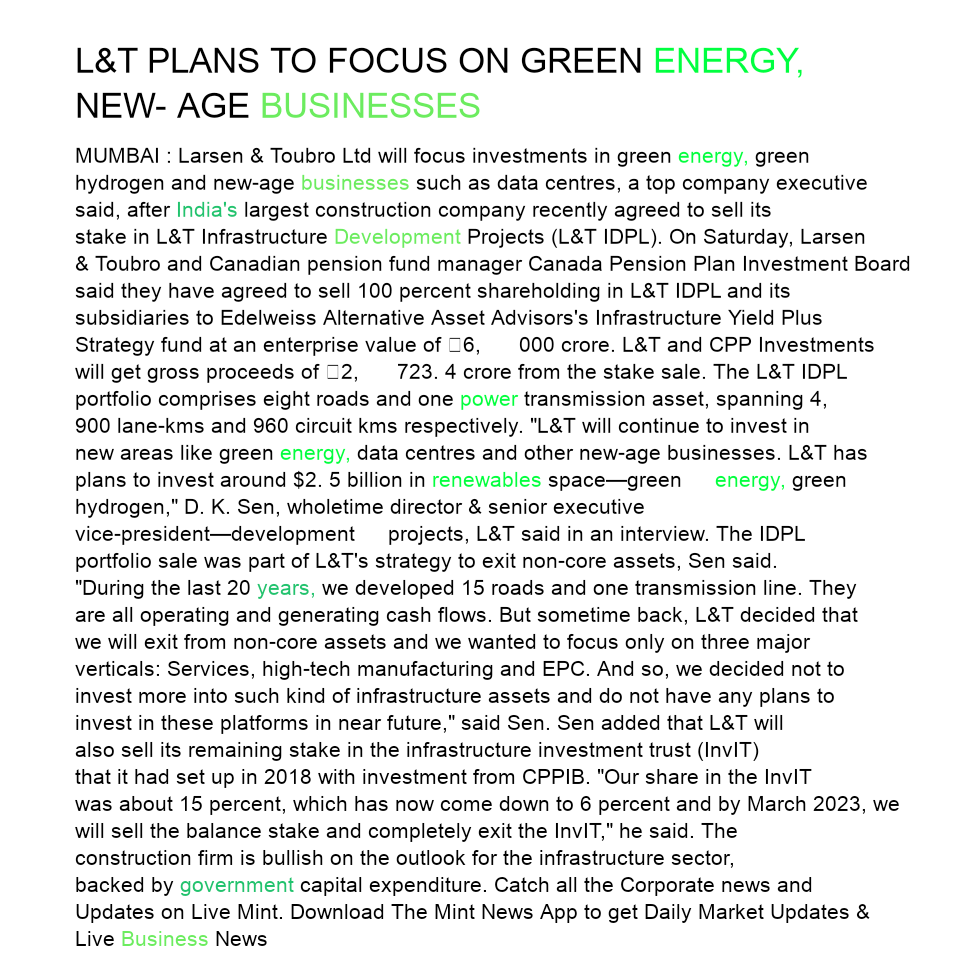 L&T PLANS TO FOCUS ON GREEN ENERGY,
NEW- AGE BUSINESSES
MUMBAI : Larsen & Toubro Ltd will focus investments in green energy, green
hydrogen and new-age businesses such as data centres, a top company executive
said, after India's largest construction company recently agreed to sell its
stake in L&T Infrastructure Development Projects (L&T IDPL). On Saturday, Larsen
& Toubro and Canadian pension fund manager Canada Pension Plan Investment Board
said they have agreed to sell 100 percent shareholding in L&T IDPL and its
subsidiaries to Edelweiss Alternative Asset Advisors's Infrastructure Yield Plus
Strategy fund at an enterprise value of □6, 000 crore. L&T and CPP Investments
will get gross proceeds of □2, 723. 4 crore from the stake sale. The L&T IDPL
portfolio comprises eight roads and one power transmission asset, spanning 4,
900 lane-kms and 960 circuit kms respectively. "L&T will continue to invest in
new areas like green energy, data centres and other new-age businesses. L&T has
plans to invest around $2. 5 billion in renewables space—green energy, green
hydrogen," D. K. Sen, wholetime director & senior executive
vice-president—development projects, L&T said in an interview. The IDPL
portfolio sale was part of L&T's strategy to exit non-core assets, Sen said.
"During the last 20 years, we developed 15 roads and one transmission line. They
are all operating and generating cash flows. But sometime back, L&T decided that
we will exit from non-core assets and we wanted to focus only on three major
verticals: Services, high-tech manufacturing and EPC. And so, we decided not to
invest more into such kind of infrastructure assets and do not have any plans to
invest in these platforms in near future," said Sen. Sen added that L&T will
also sell its remaining stake in the infrastructure investment trust (InvIT)
that it had set up in 2018 with investment from CPPIB. "Our share in the InvIT
was about 15 percent, which has now come down to 6 percent and by March 2023, we
will sell the balance stake and completely exit the InvIT," he said. The
construction firm is bullish on the outlook for the infrastructure sector,
backed by government capital expenditure. Catch all the Corporate news and
Updates on Live Mint. Download The Mint News App to get Daily Market Updates &
Live Business News